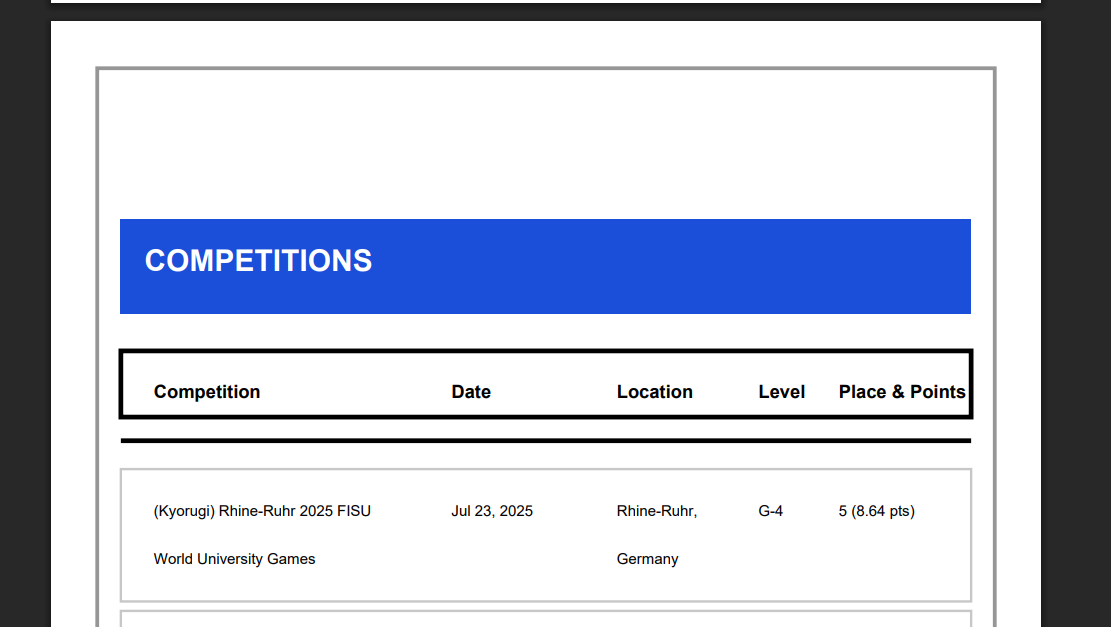 COMPETITIONS
Competition Date Location Level Place & Points
(Kyorugi) Rhine-Ruhr 2025 FISU Jul 23, 2025 Rhine-Ruhr, G-4 5 (8.64 pts)
World University Games Germany